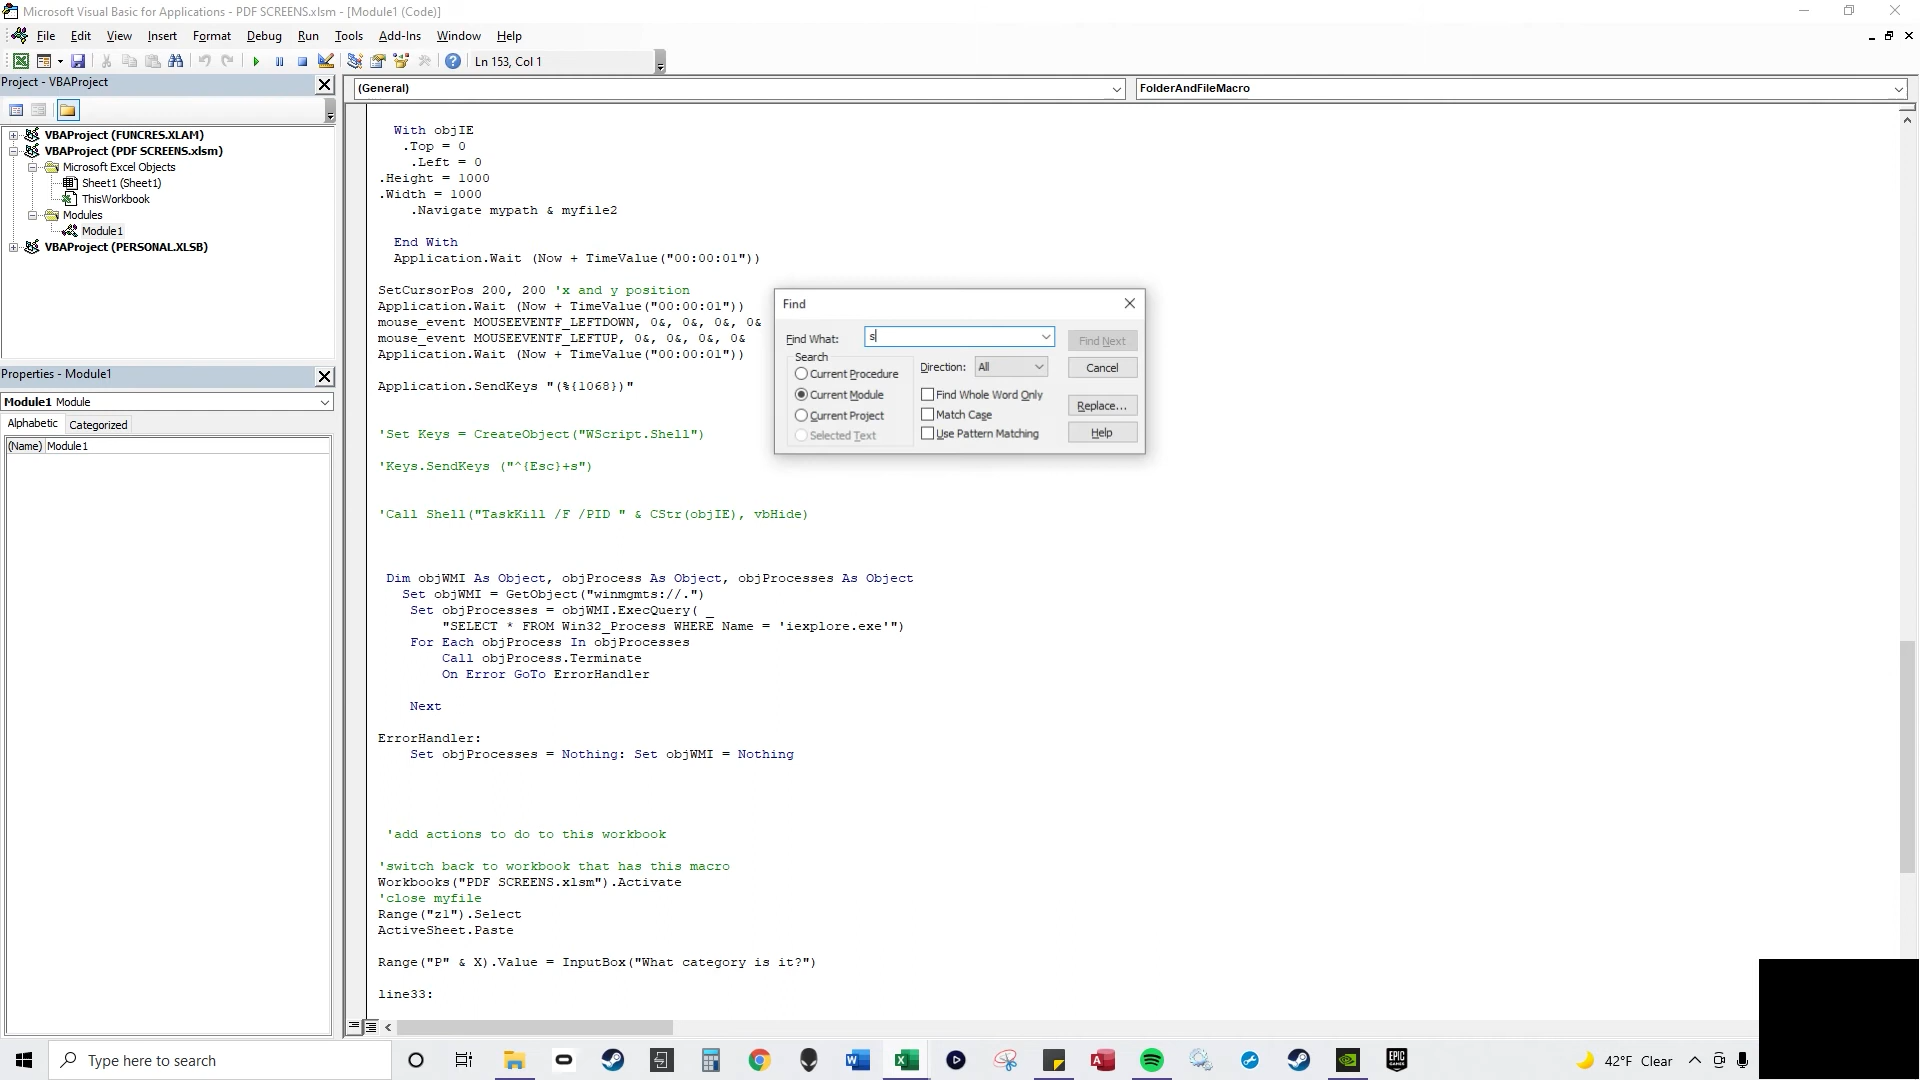 Microsoft Visual Basic for Applications - PDF SCREENS.xlsm - [Module1 (Code)]
File Edit View Insert Format Debug Run Tools Add-Ins Window Help
Ln 153, Col 1
Project - VBAProject
(General)
FolderAndFileMacro
VBAProject (FUNCRES.XLAM)
VBAProject (PDF SCREENS.xlsm)
Microsoft Excel Objects
Sheet1 (Sheet1)
ThisWorkbook
Modules
Module1
VBAProject (PERSONAL.XLSB)
Properties - Module1
Module1 Module
Alphabetic Categorized
(Name) Module1
With objIE
.Top = 0
.Left = 0
.Height = 1000
.Width = 1000
.Navigate mypath & myfile2
End With
Application.Wait (Now + TimeValue("00:00:01"))
SetCursorPos 200, 200 'x and y position
Application.Wait (Now + TimeValue("00:00:01"))
mouse_event MOUSEEVENTF_LEFTDOWN, 0&, 0&, 0&, 0&
mouse_event MOUSEEVENTF_LEFTUP, 0&, 0&, 0&, 0&
Application.Wait (Now + TimeValue("00:00:01"))
Application.SendKeys "(%{1068})"
'Set Keys = CreateObject("WScript.Shell")
'Keys.SendKeys ("^{Esc}+s")
'Call Shell("TaskKill /F /PID " & CStr(objIE), vbHide)
Dim objWMI As Object, objProcess As Object, objProcesses As Object
Set objWMI = GetObject("winmgmts://.")
Set objProcesses = objWMI.ExecQuery( _
"SELECT * FROM Win32_Process WHERE Name = 'iexplore.exe'")
For Each objProcess In objProcesses
Call objProcess.Terminate
On Error GoTo ErrorHandler
Next
ErrorHandler:
Set objProcesses = Nothing: Set objWMI = Nothing
'add actions to do to this workbook
'switch back to workbook that has this macro
Workbooks("PDF SCREENS.xlsm").Activate
'close myfile
Range("z1").Select
ActiveSheet.Paste
Range("P" & X).Value = InputBox("What category is it?")
line33:
Find
Find What: s
Find Next
Search
Current Procedure
Current Module
Current Project
Selected Text
Direction: All
Find Whole Word Only
Match Case
Use Pattern Matching
Cancel
Replace...
Help
Type here to search
EPIC GAMES
42°F Clear